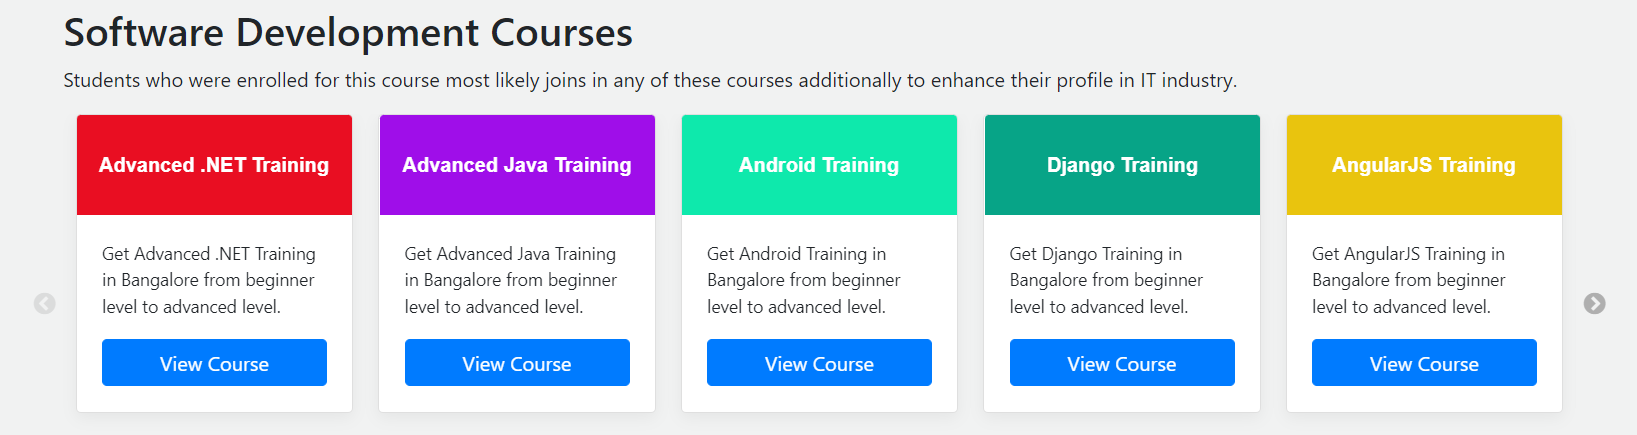 Software Development Courses
Students who were enrolled for this course most likely joins in any of these courses additionally to enhance their profile in IT industry.
Advanced .NET Training
Get Advanced .NET Training
in Bangalore from beginner
level to advanced level.
View Course
Advanced Java Training
Get Advanced Java Training
in Bangalore from beginner
level to advanced level.
View Course
Android Training
Get Android Training in
Bangalore from beginner
level to advanced level.
View Course
Django Training
Get Django Training in
Bangalore from beginner
level to advanced level.
View Course
AngularJS Training
Get AngularJS Training in
Bangalore from beginner
level to advanced level.
View Course